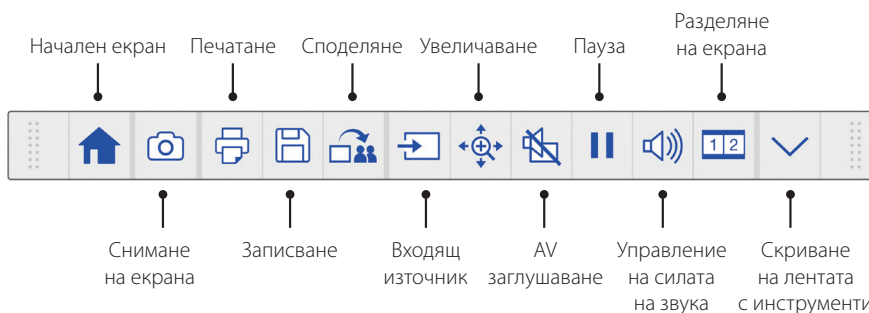 Начален екран
Печатане
Споделяне
Увеличаване
Пауза
Разделяне
на екрана
1 2
Снимане
на екрана
Записване
Входящ
източник
AV
заглушаване
Управление
на силата
на звука
Скриване
на лентата
с инструменти